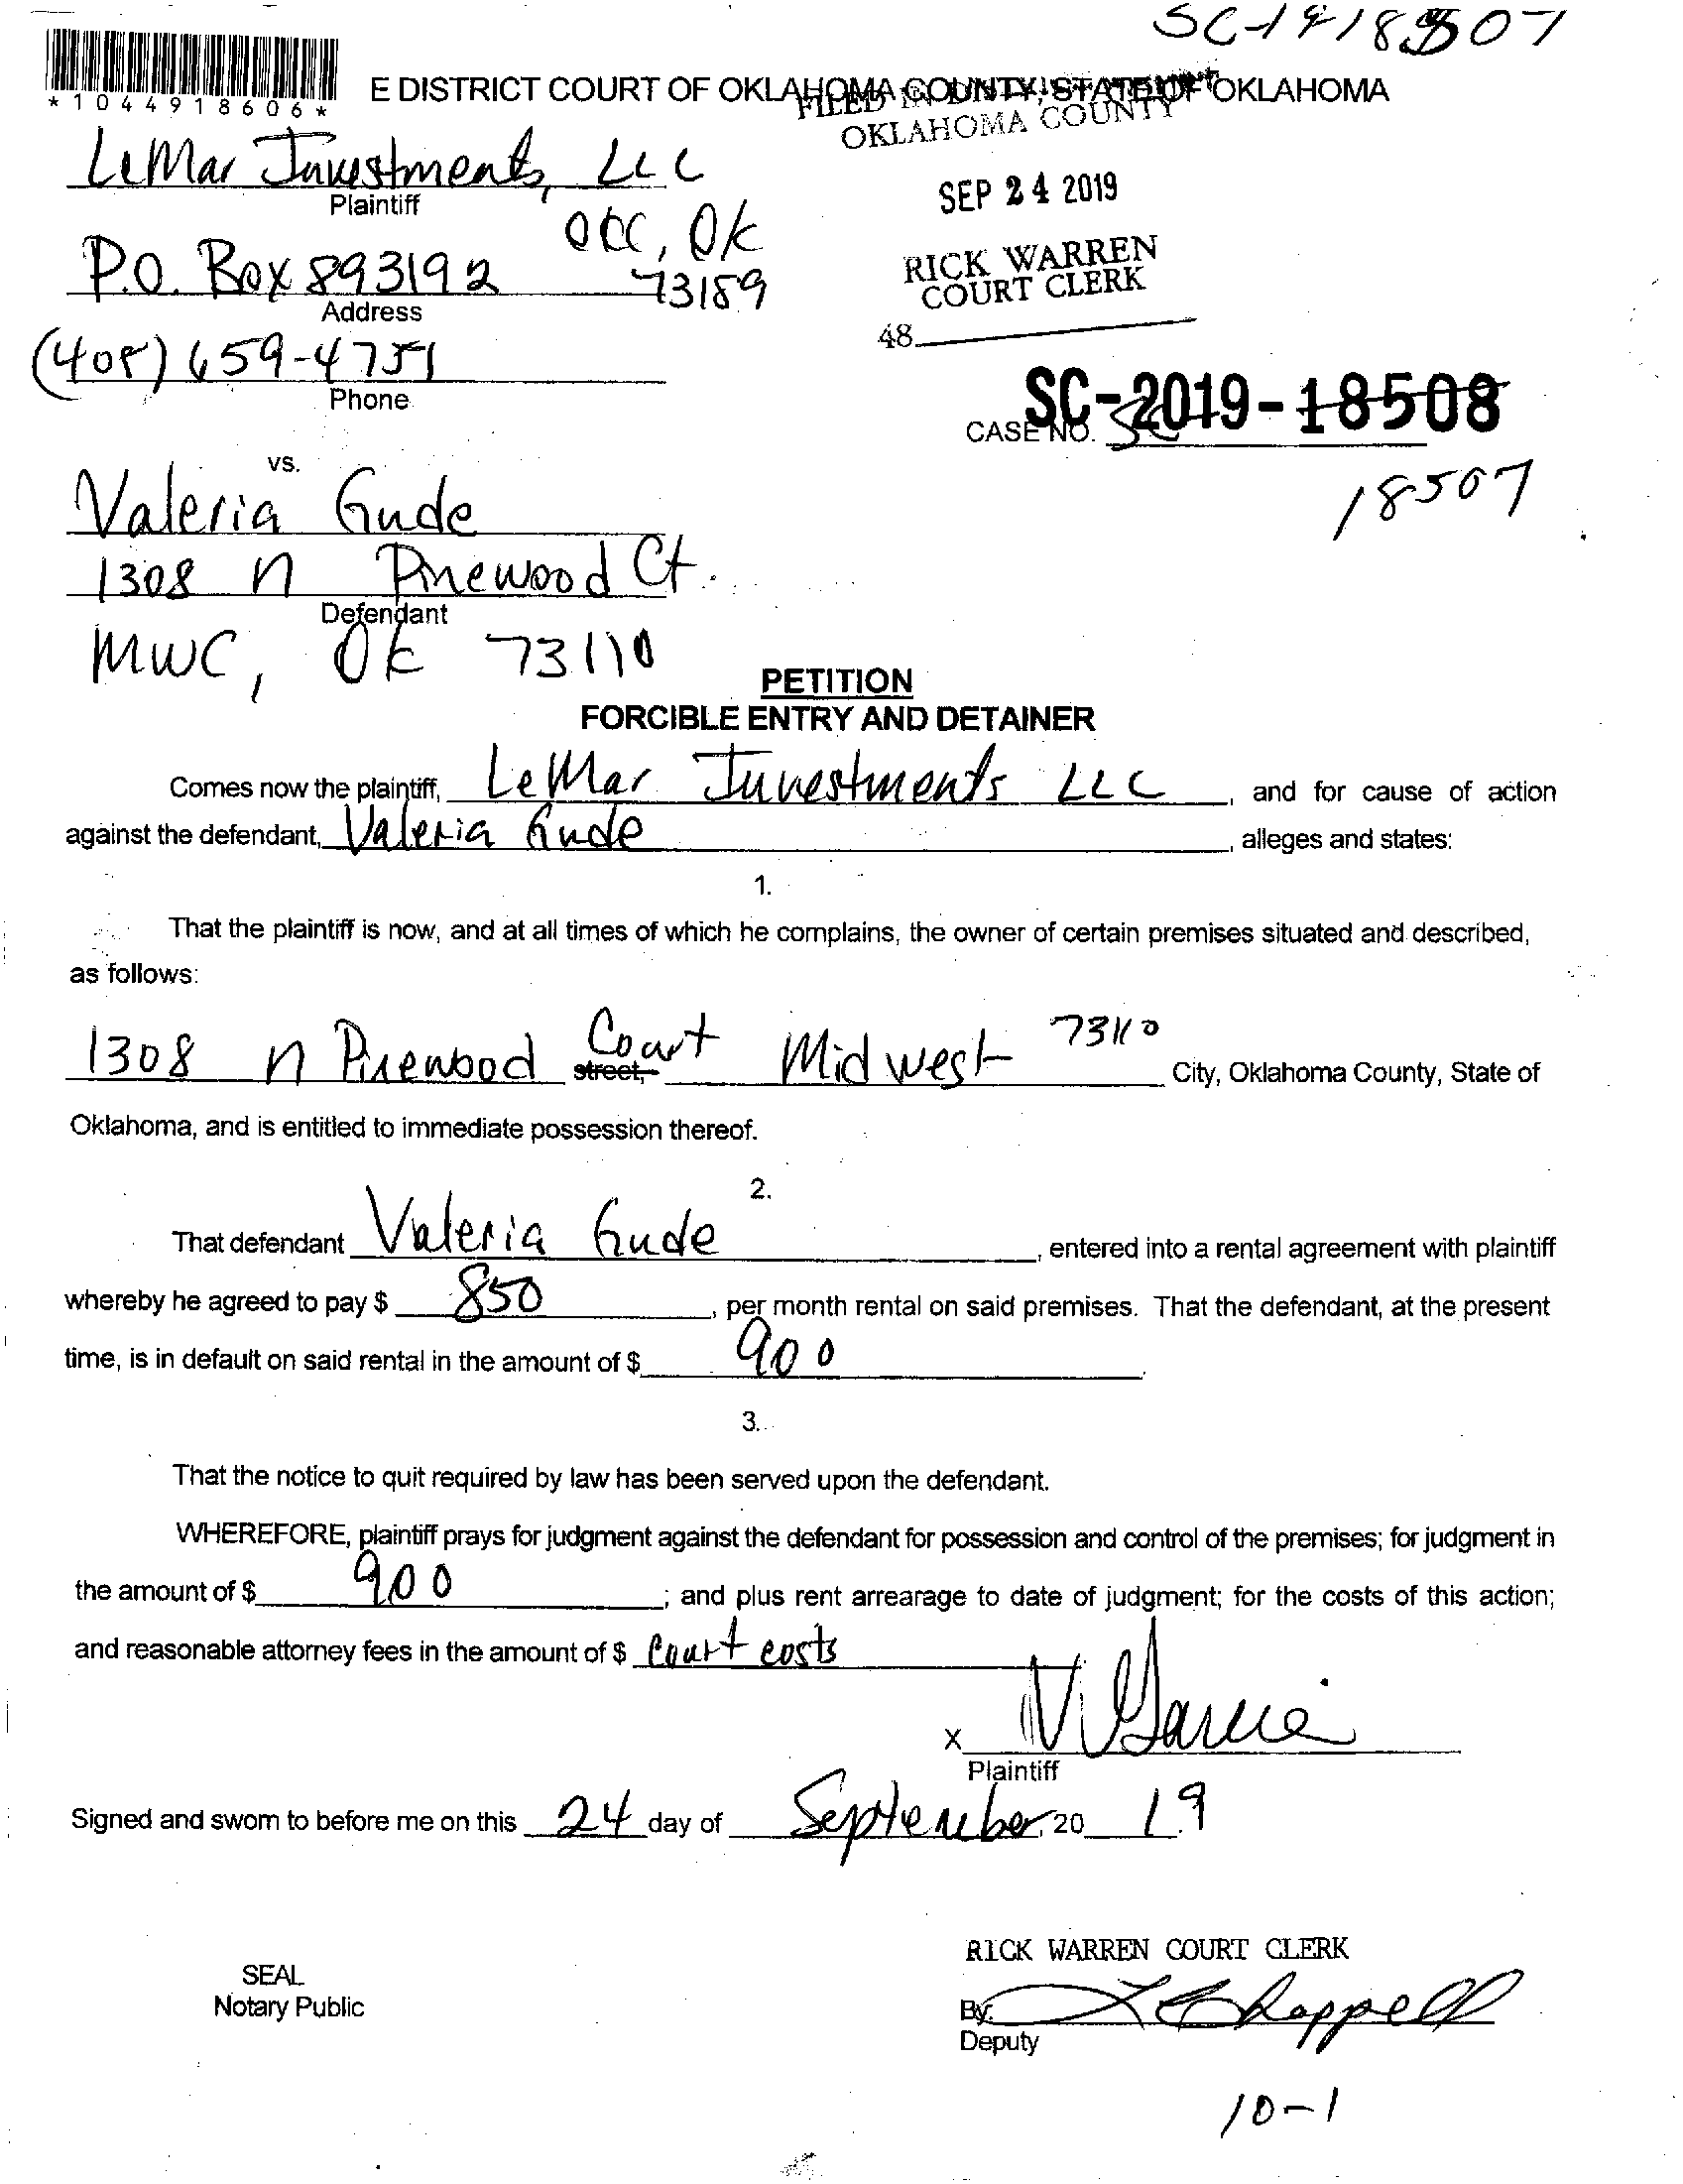 SC-19-18507
*1044918606*
E DISTRICT COURT OF OKLAHOMA COUNTY, STATE OF OKLAHOMA
FILED IN DISTRICT COURT
OKLAHOMA COUNTY
LeMar Investments, LLC
Plaintiff
SEP 24 2019
OKC, OK
P.O. Box 893192 73189
Address
RICK WARREN
COURT CLERK
48
(405) 659-4751
Phone
SC-2019-18508
CASE NO. SC
18507
vs.
Valeria Gude
1308 N Pinewood Ct.
Defendant
MWC, OK 73110
PETITION
FORCIBLE ENTRY AND DETAINER
Comes now the plaintiff, LeMar Investments LLC, and for cause of action
against the defendant, Valeria Gude, alleges and states:
1.
That the plaintiff is now, and at all times of which he complains, the owner of certain premises situated and described,
as follows:
1308 N Pinewood street, Court Midwest 73110 City, Oklahoma County, State of
Oklahoma, and is entitled to immediate possession thereof.
2.
That defendant Valeria Gude, entered into a rental agreement with plaintiff
whereby he agreed to pay $ 850, per month rental on said premises. That the defendant, at the present
time, is in default on said rental in the amount of $ 900.
3.
That the notice to quit required by law has been served upon the defendant.
WHEREFORE, plaintiff prays for judgment against the defendant for possession and control of the premises; for judgment in
the amount of $ 900; and plus rent arrearage to date of judgment; for the costs of this action;
and reasonable attorney fees in the amount of $ Court costs
X V Garcia
Plaintiff
Signed and sworn to before me on this 24 day of September, 20 19
RICK WARREN COURT CLERK
SEAL
Notary Public
By: L Chappell
Deputy
10-1